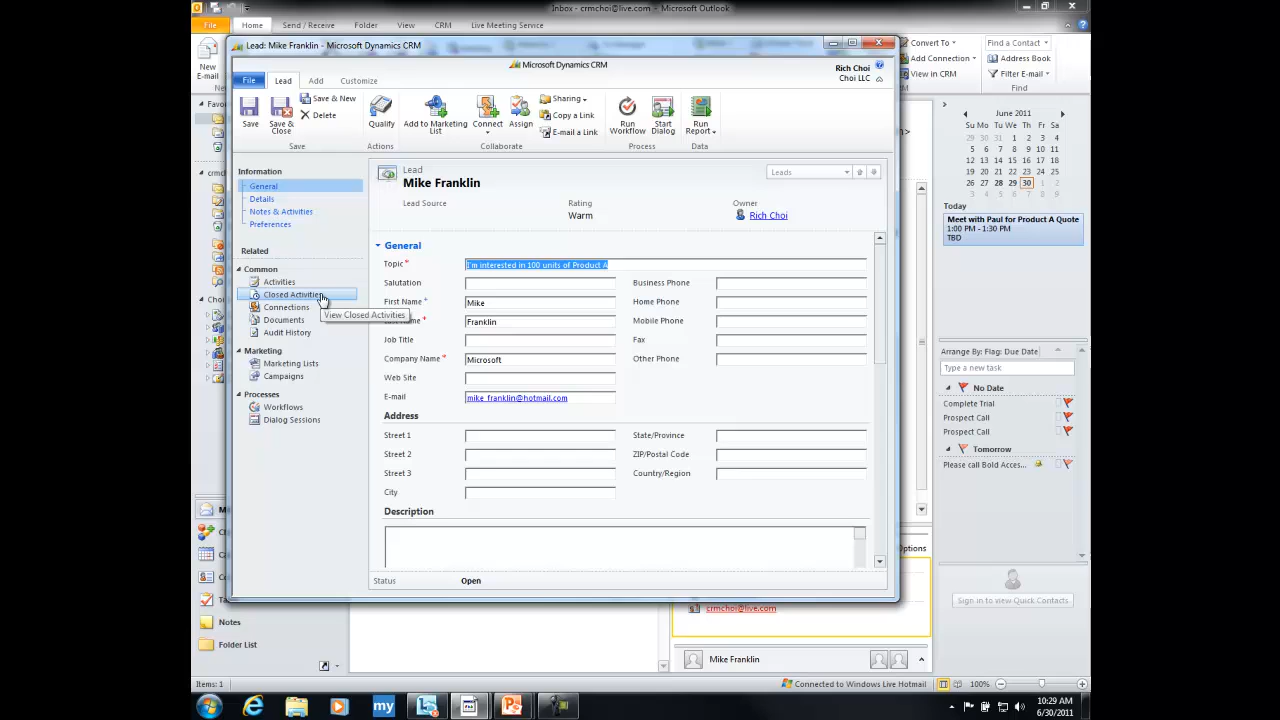 Inbox - crmchoi@live.com - Microsoft Outlook
File Home Send / Receive Folder View CRM Live Meeting Service
Lead: Mike Franklin - Microsoft Dynamics CRM
Microsoft Dynamics CRM
Rich Choi
Choi LLC
File Lead Add Customize
Save
Save & Close
Save & New
Delete
Save
Qualify
Actions
Add to Marketing List
Connect
Assign
Sharing
Copy a Link
E-mail a Link
Collaborate
Run Workflow
Start Dialog
Process
Run Report
Data
New E-mail
Convert To
Add Connection
View in CRM
Find a Contact
Address Book
Filter E-mail
Find
Information
General
Details
Notes & Activities
Preferences
Related
Common
Activities
Closed Activities
Connections
Documents
Audit History
View Closed Activities
Marketing
Marketing Lists
Campaigns
Processes
Workflows
Dialog Sessions
Lead
Mike Franklin
Leads
Lead Source
Rating
Warm
Owner
Rich Choi
General
Topic* I'm interested in 100 units of Product A
Salutation Business Phone
First Name* Mike Home Phone
Name* Franklin Mobile Phone
Job Title Fax
Company Name* Microsoft Other Phone
Web Site
E-mail mike_franklin@hotmail.com
Address
Street 1 State/Province
Street 2 ZIP/Postal Code
Street 3 Country/Region
City
Description
Status Open
June 2011
Su Mo Tu We Th Fr Sa
29 30 31 1 2 3 4
5 6 7 8 9 10 11
12 13 14 15 16 17 18
19 20 21 22 23 24 25
26 27 28 29 30 1 2
3 4 5 6 7 8 9
Today
Meet with Paul for Product A Quote
1:00 PM - 1:30 PM
TBD
Arrange By: Flag: Due Date
Type a new task
No Date
Complete Trial
Prospect Call
Prospect Call
Tomorrow
Please call Bold Acces...
Sign in to view Quick Contacts
Notes
Folder List
crmchoi@live.com
Mike Franklin
Items: 1
Connected to Windows Live Hotmail 100%
my
10:29 AM
6/30/2011